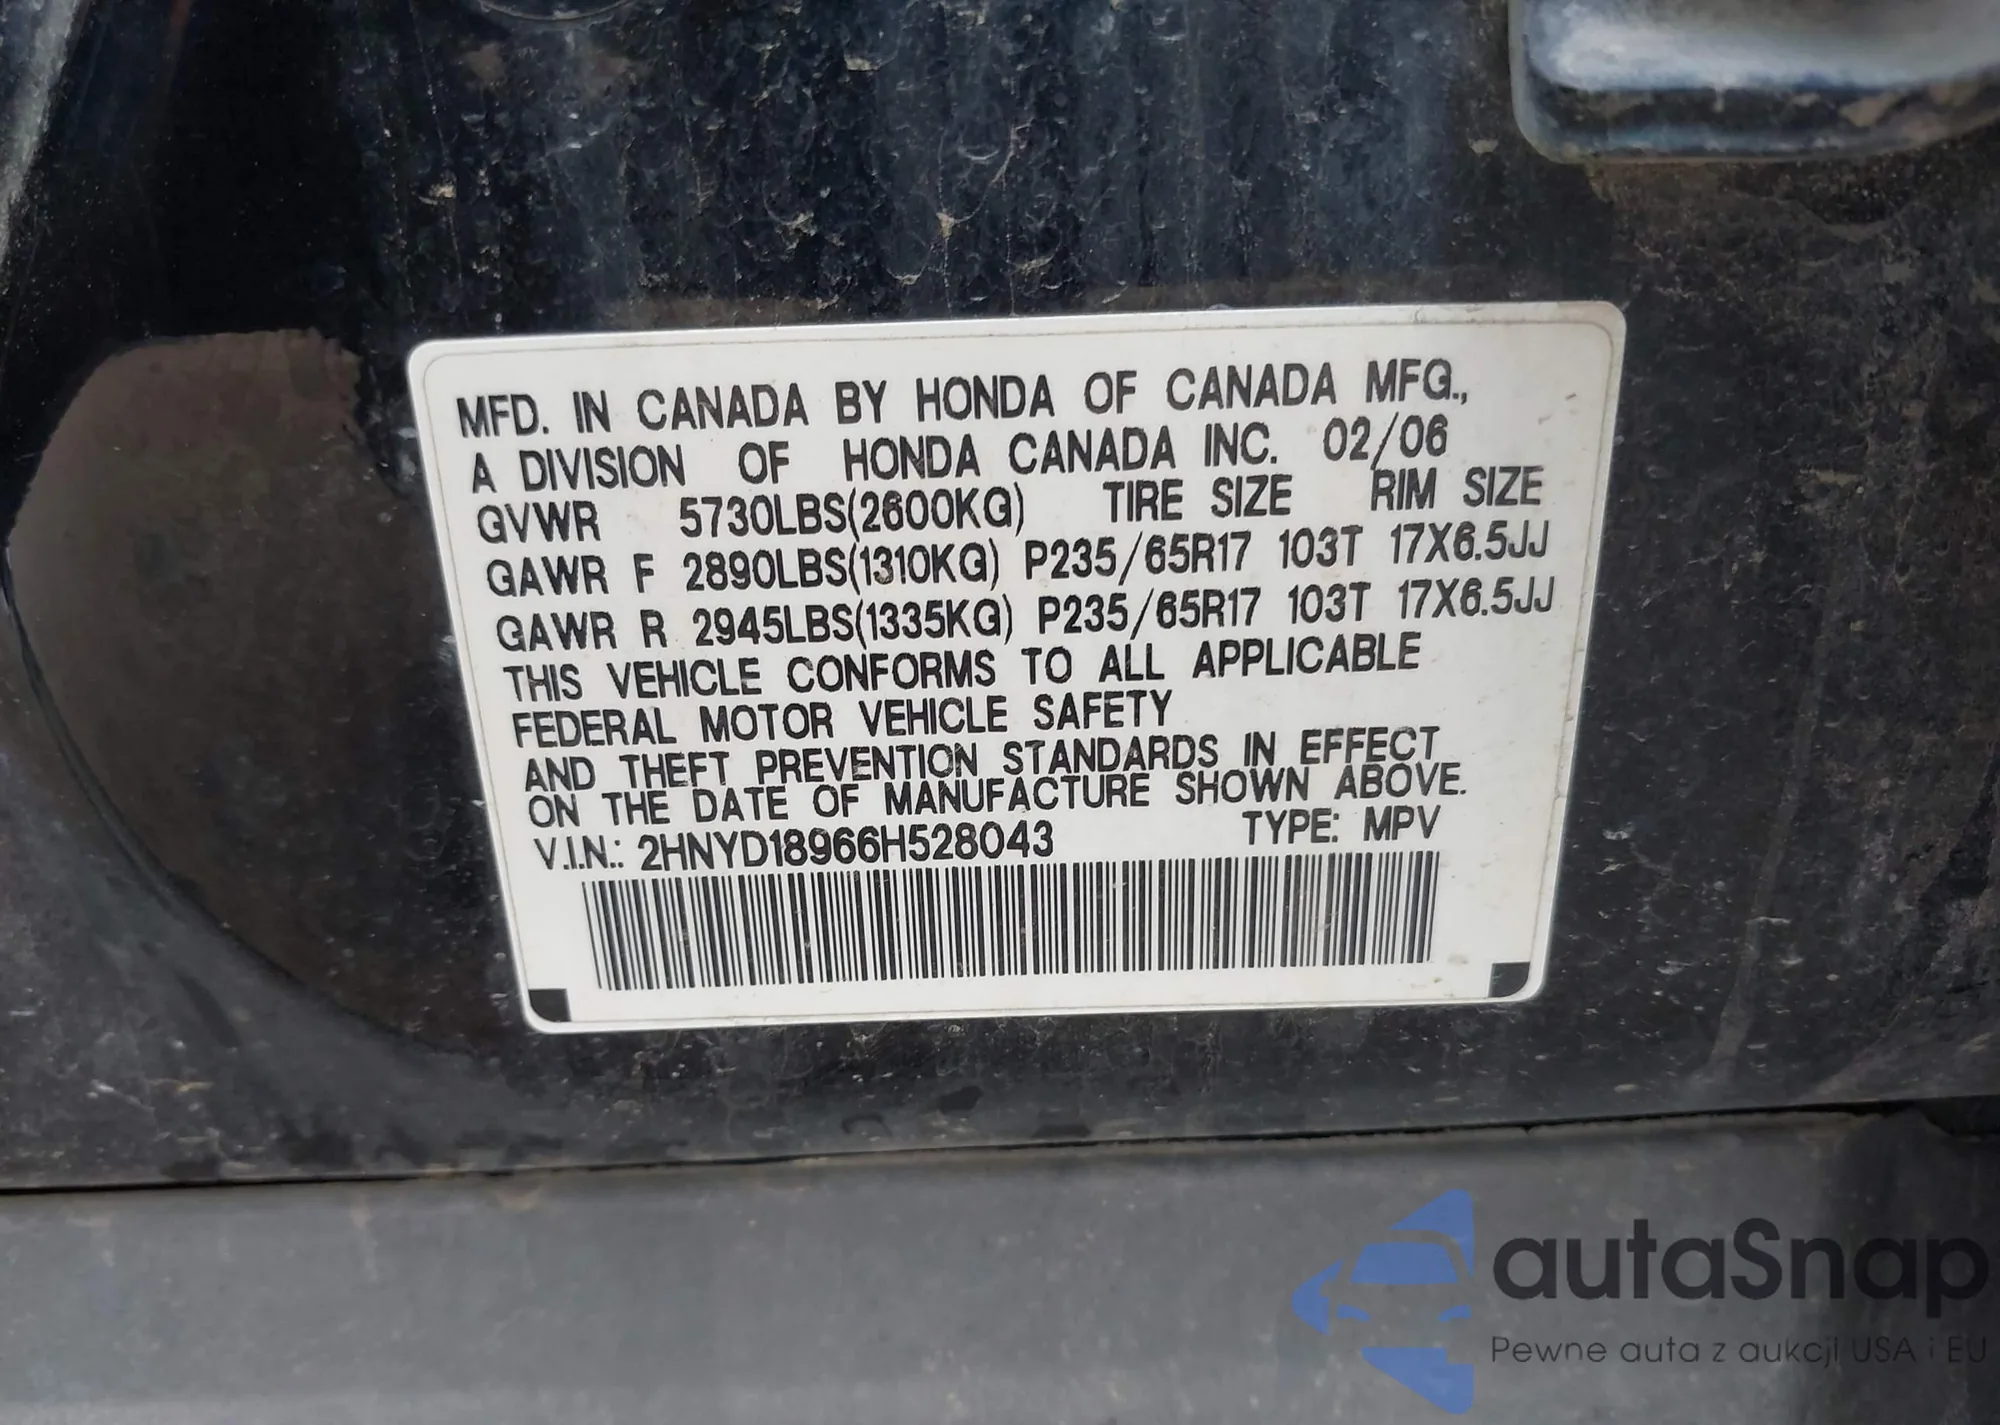 MFD. IN CANADA BY HONDA OF CANADA MFG.,
A DIVISION OF HONDA CANADA INC. 02/06
GVWR 5730LBS(2600KG) TIRE SIZE RIM SIZE
GAWR F 2890LBS(1310KG) P235/65R17 103T 17X6.5JJ
GAWR R 2945LBS(1335KG) P235/65R17 103T 17X6.5JJ
THIS VEHICLE CONFORMS TO ALL APPLICABLE
FEDERAL MOTOR VEHICLE SAFETY
AND THEFT PREVENTION STANDARDS IN EFFECT
ON THE DATE OF MANUFACTURE SHOWN ABOVE.
V.I.N.: 2HNYD18966H528043 TYPE: MPV
autaSnap
Pewne auta z aukcji USA i EU